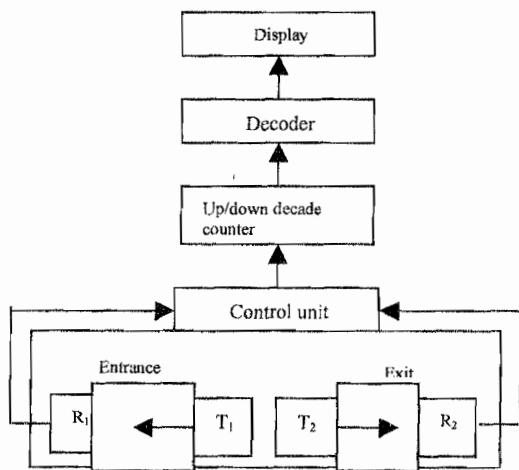 Display
Decoder
Up/down decade
counter
Control unit
Entrance
Exit
R₁
T₁
T₂
R₂